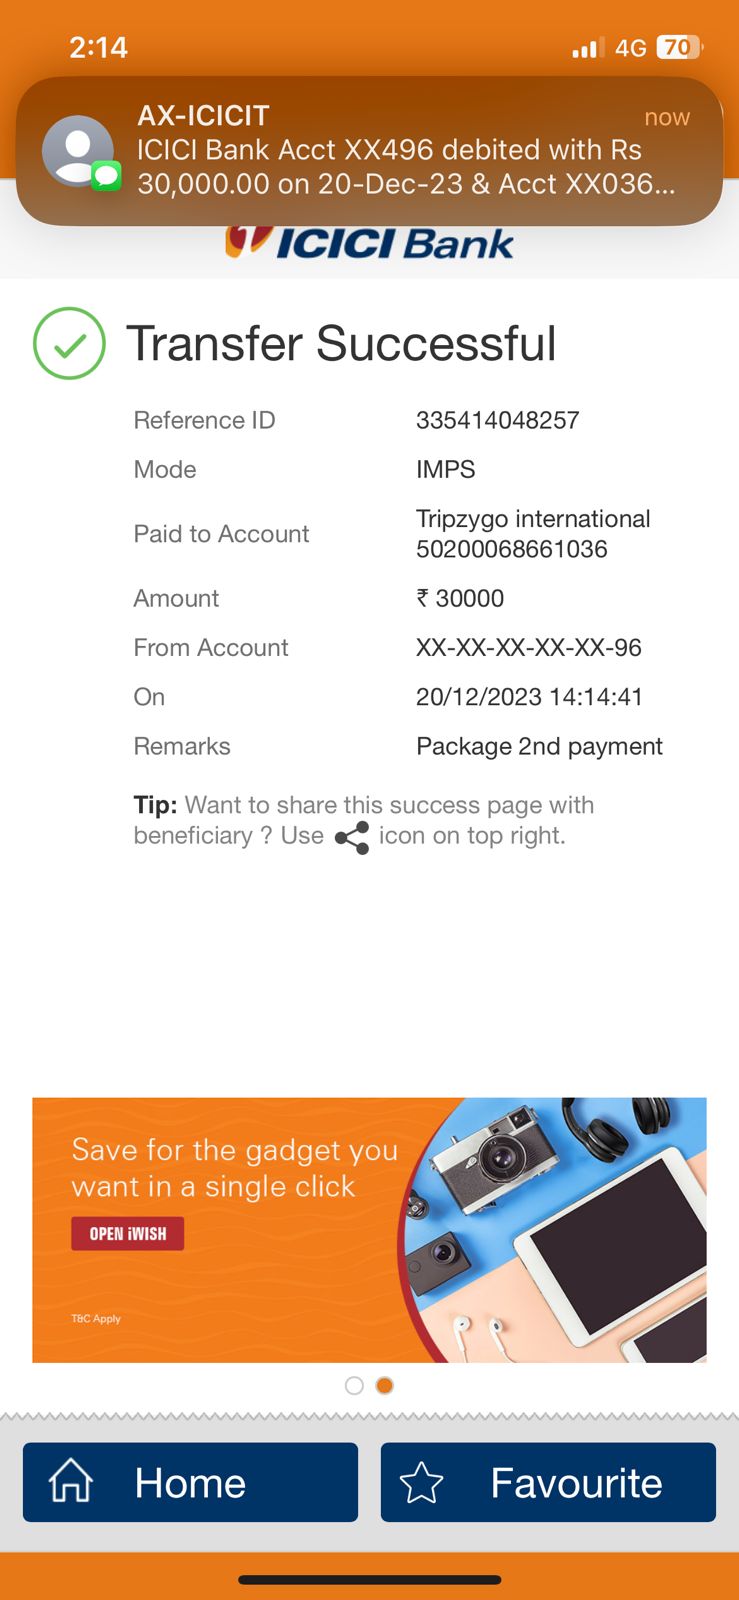 2:14
4G 70
AX-ICICIT
now
ICICI Bank Acct XX496 debited with Rs
30,000.00 on 20-Dec-23 & Acct XX036...
ICICI Bank
Transfer Successful
Reference ID 335414048257
Mode IMPS
Paid to Account Tripzygo international
50200068661036
Amount ₹ 30000
From Account XX-XX-XX-XX-XX-96
On 20/12/2023 14:14:41
Remarks Package 2nd payment
Tip: Want to share this success page with
beneficiary ? Use icon on top right.
Save for the gadget you
want in a single click
OPEN iWISH
T&C Apply
Home Favourite